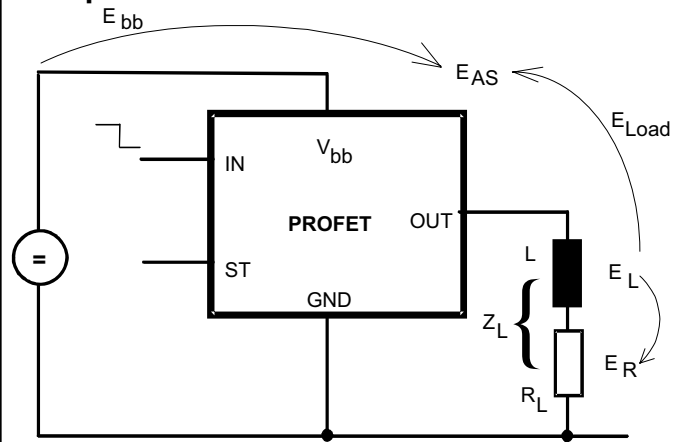 E bb
E AS
E Load
V bb
IN
PROFET
OUT
ST
GND
=
L
E L
Z L {
E R
R L